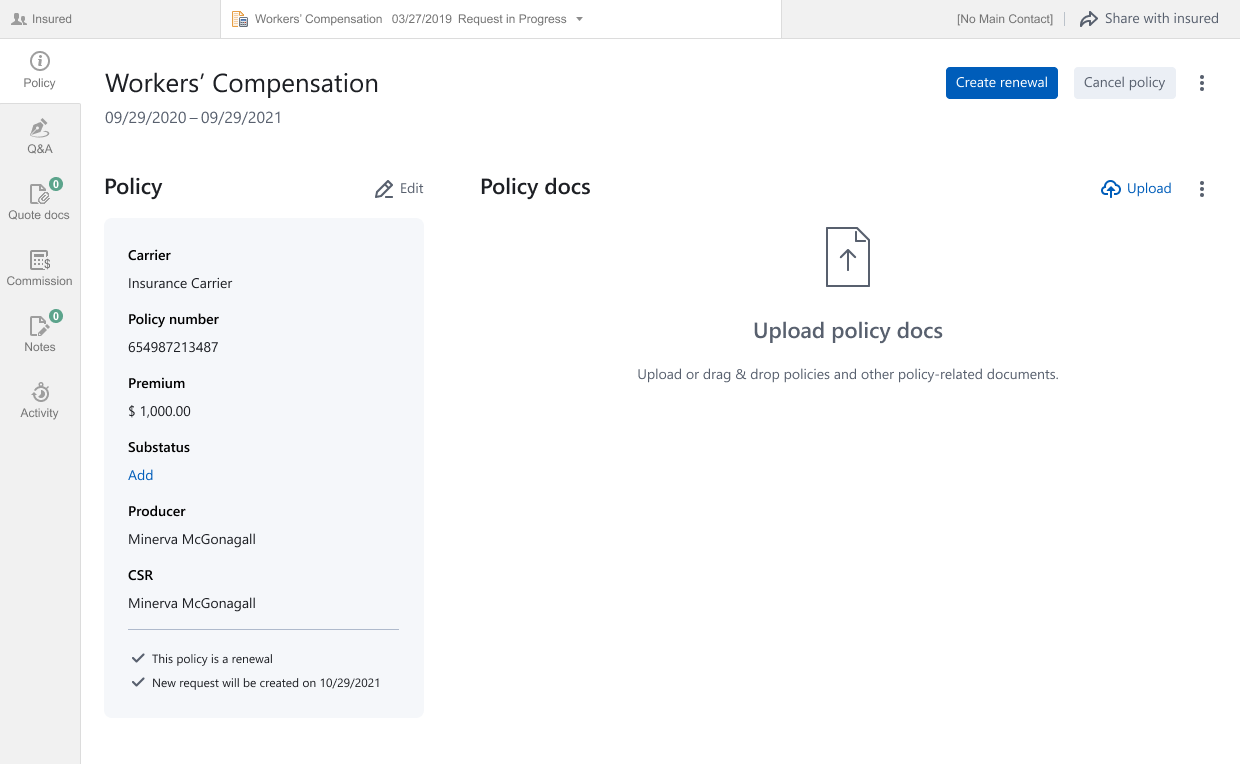 Insured
Workers' Compensation 03/27/2019 Request in Progress
[No Main Contact]
Share with insured
Policy
Q&A
0
Quote docs
Commission
0
Notes
Activity
Workers’ Compensation
09/29/2020 – 09/29/2021
Create renewal
Cancel policy
Policy
Edit
Carrier
Insurance Carrier
Policy number
654987213487
Premium
$ 1,000.00
Substatus
Add
Producer
Minerva McGonagall
CSR
Minerva McGonagall
This policy is a renewal
New request will be created on 10/29/2021
Policy docs
Upload
Upload policy docs
Upload or drag & drop policies and other policy-related documents.